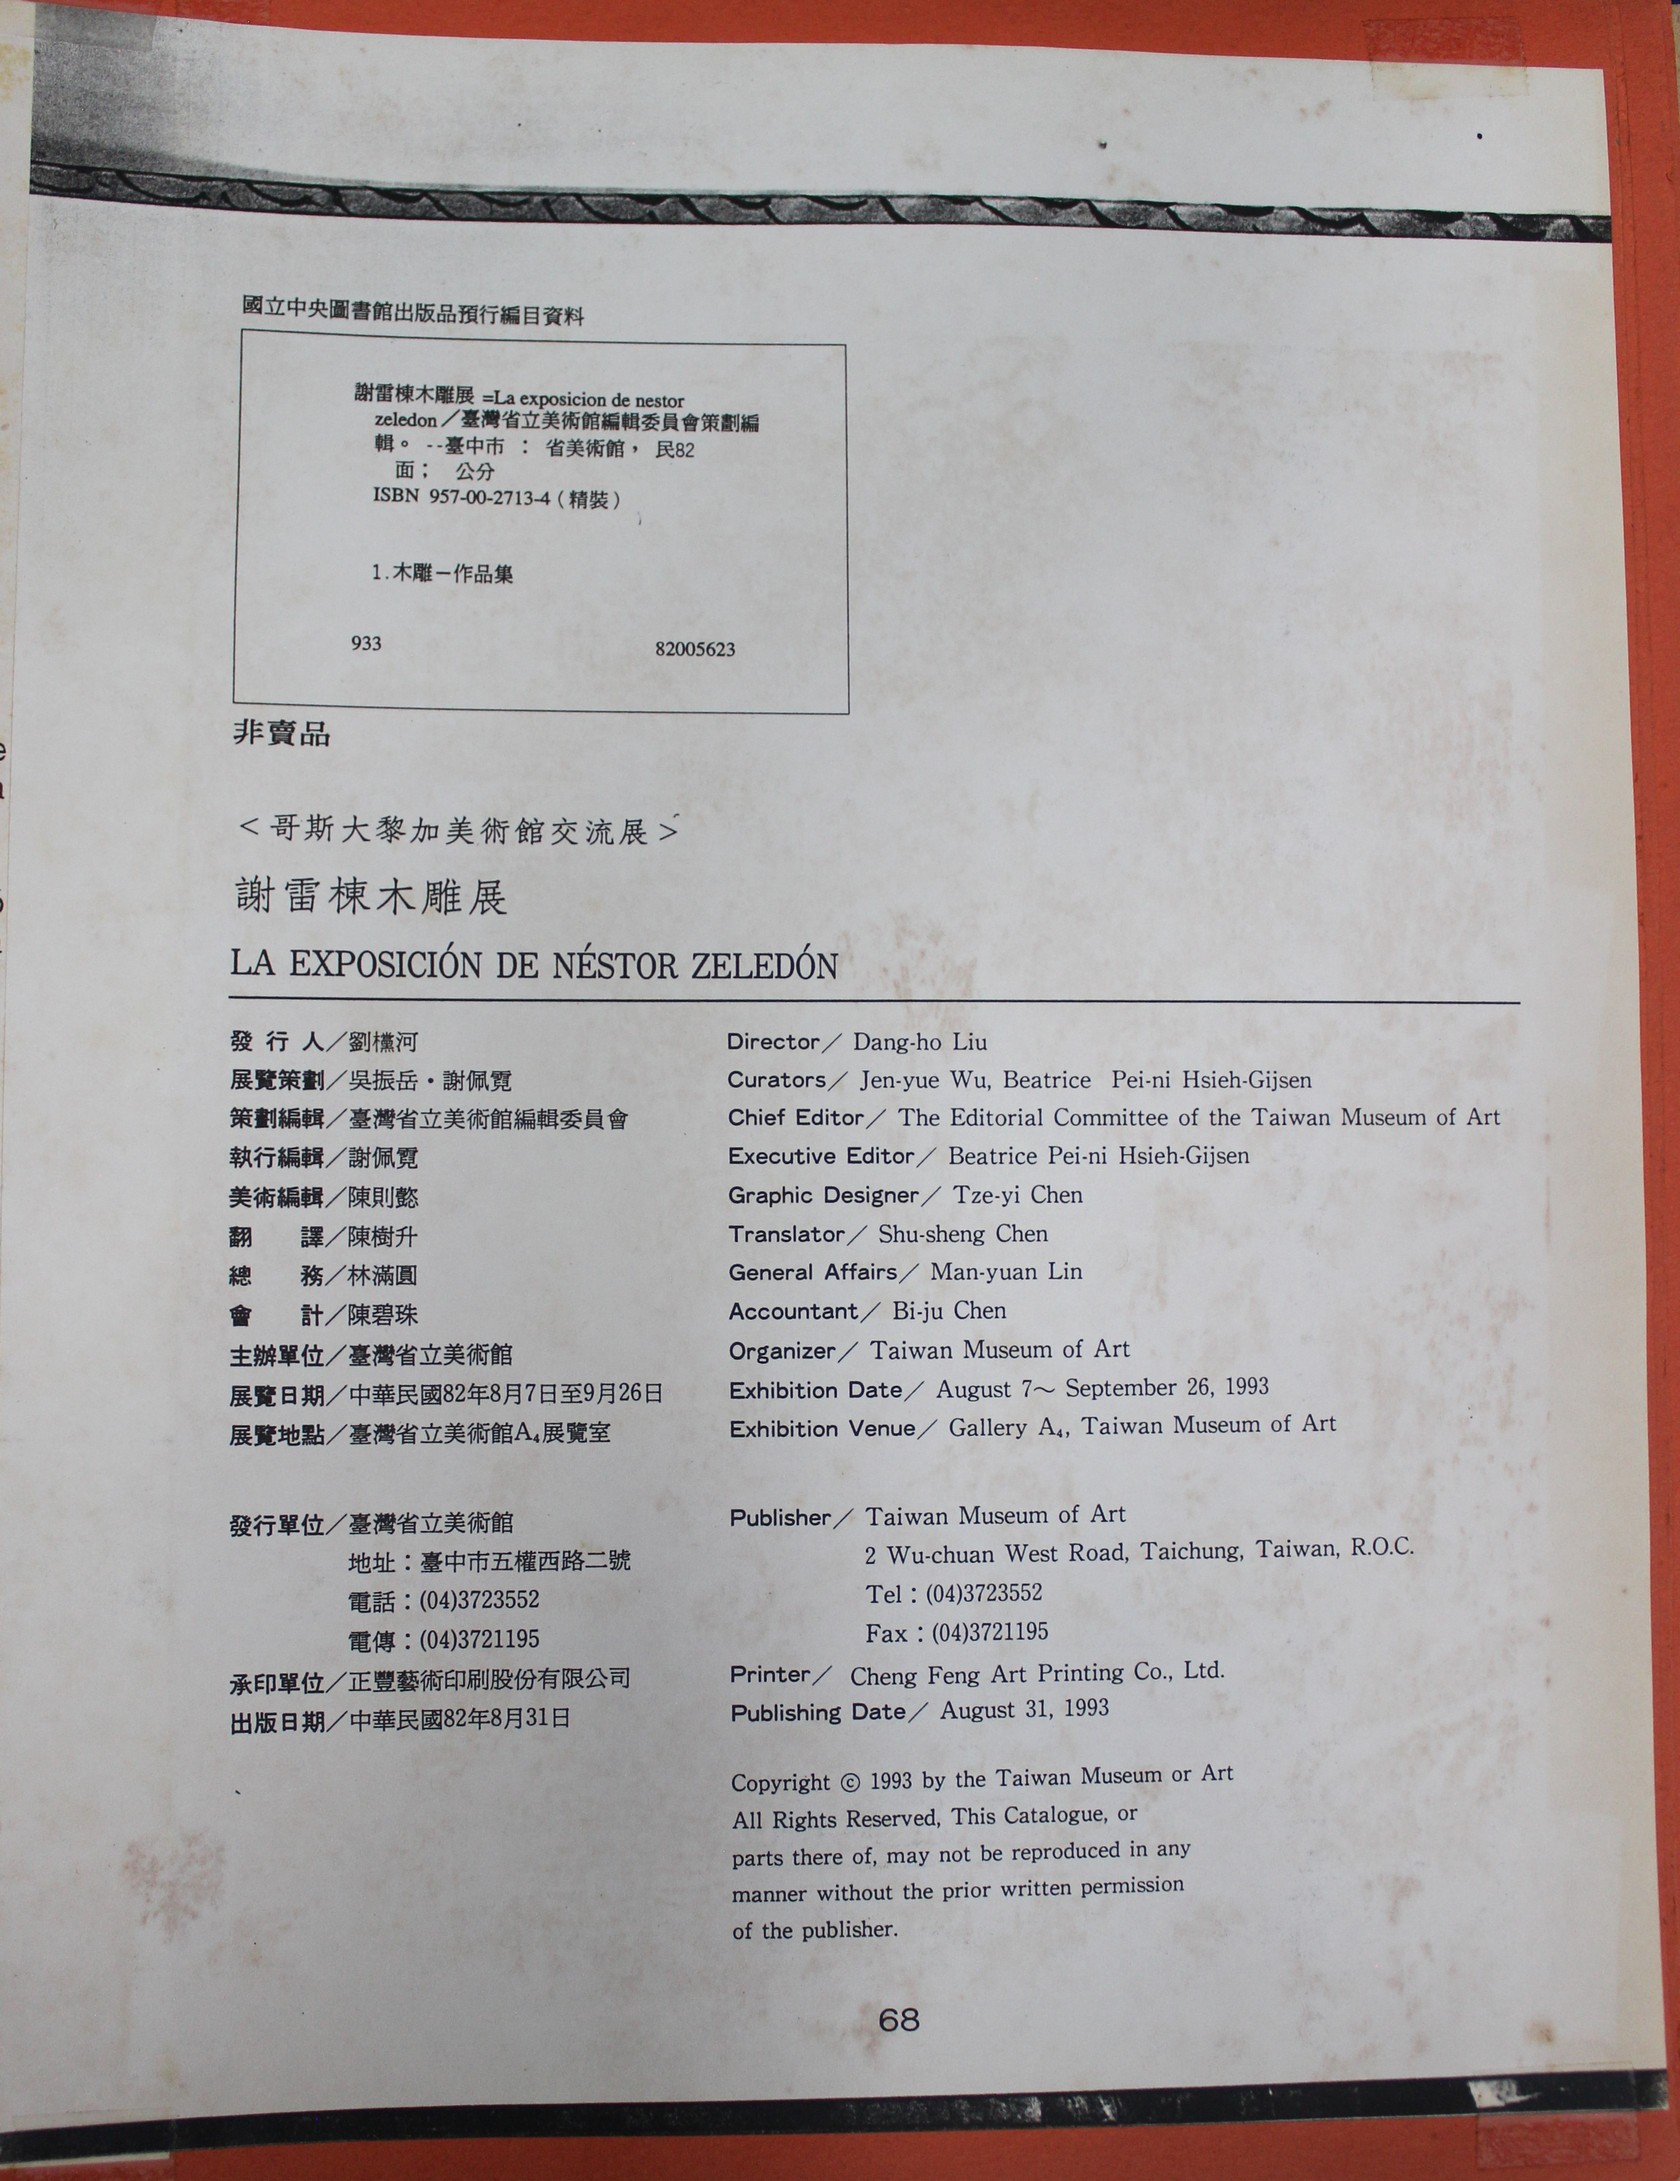 國立中央圖書館出版品預行編目資料
謝雷棟木雕展 =La exposicion de nestor
zeledon／臺灣省立美術館編輯委員會策劃編
輯。 --臺中市 ： 省美術館， 民82
面； 公分
ISBN 957-00-2713-4（精裝）
1.木雕－作品集
933 82005623
非賣品
＜哥斯大黎加美術館交流展＞
謝雷棟木雕展
LA EXPOSICIÓN DE NÉSTOR ZELEDÓN
發行人／劉欓河 Director／ Dang-ho Liu
展覽策劃／吳振岳・謝佩霓 Curators／ Jen-yue Wu, Beatrice Pei-ni Hsieh-Gijsen
策劃編輯／臺灣省立美術館編輯委員會 Chief Editor／ The Editorial Committee of the Taiwan Museum of Art
執行編輯／謝佩霓 Executive Editor／ Beatrice Pei-ni Hsieh-Gijsen
美術編輯／陳則懿 Graphic Designer／ Tze-yi Chen
翻譯／陳樹升 Translator／ Shu-sheng Chen
總務／林滿圓 General Affairs／ Man-yuan Lin
會計／陳碧珠 Accountant／ Bi-ju Chen
主辦單位／臺灣省立美術館 Organizer／ Taiwan Museum of Art
展覽日期／中華民國82年8月7日至9月26日 Exhibition Date／ August 7～ September 26, 1993
展覽地點／臺灣省立美術館A₄展覽室 Exhibition Venue／ Gallery A₄, Taiwan Museum of Art
發行單位／臺灣省立美術館 Publisher／ Taiwan Museum of Art
地址：臺中市五權西路二號 2 Wu-chuan West Road, Taichung, Taiwan, R.O.C.
電話：(04)3723552 Tel：(04)3723552
電傳：(04)3721195 Fax：(04)3721195
承印單位／正豐藝術印刷股份有限公司 Printer／ Cheng Feng Art Printing Co., Ltd.
出版日期／中華民國82年8月31日 Publishing Date／ August 31, 1993
Copyright © 1993 by the Taiwan Museum or Art
All Rights Reserved, This Catalogue, or
parts there of, may not be reproduced in any
manner without the prior written permission
of the publisher.
68